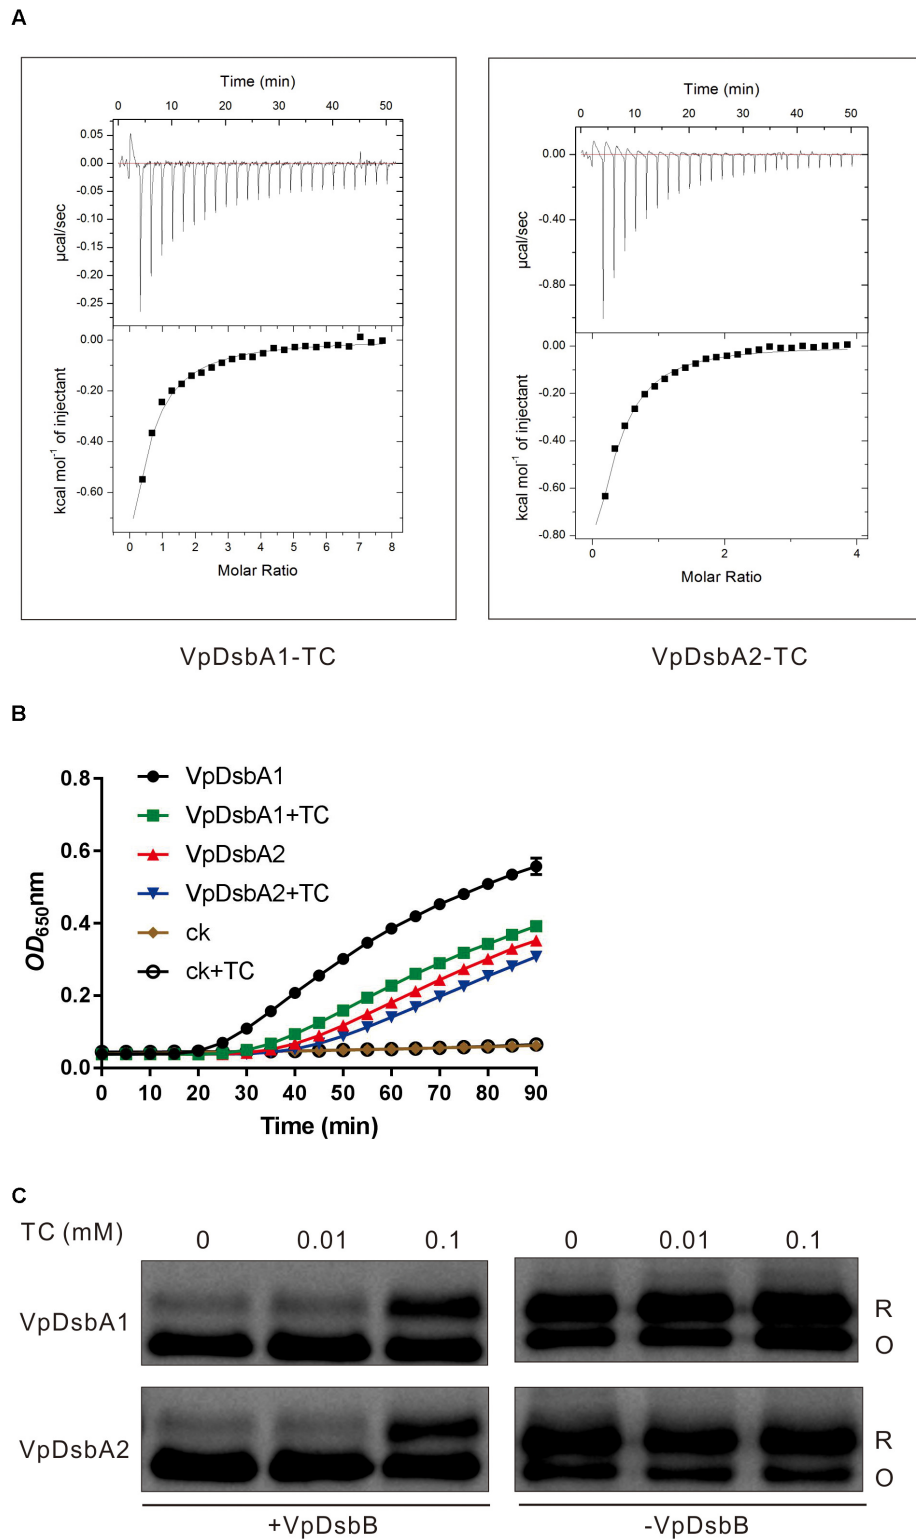 A
Time (min)
0 10 20 30 40 50
0.05
0.00
-0.05
-0.10
-0.15
-0.20
-0.25
µcal/sec
0.00
-0.20
-0.40
-0.60
kcal mol⁻¹ of injectant
0 1 2 3 4 5 6 7 8
Molar Ratio
VpDsbA1-TC
Time (min)
0 10 20 30 40 50
0.00
-0.40
-0.80
µcal/sec
0.00
-0.20
-0.40
-0.60
-0.80
kcal mol⁻¹ of injectant
0 2 4
Molar Ratio
VpDsbA2-TC
B
0.8
0.6
0.4
0.2
0.0
OD₆₅₀nm
VpDsbA1
VpDsbA1+TC
VpDsbA2
VpDsbA2+TC
ck
ck+TC
0 10 20 30 40 50 60 70 80 90
Time (min)
C
TC (mM) 0 0.01 0.1 0 0.01 0.1
VpDsbA1 R
O
VpDsbA2 R
O
+VpDsbB -VpDsbB